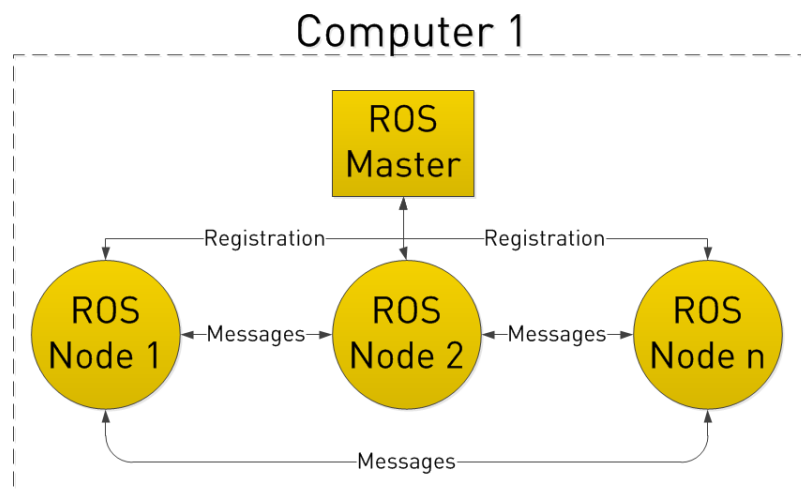 Computer 1
ROS
Master
Registration
Registration
ROS
Node 1
Messages
ROS
Node 2
Messages
ROS
Node n
Messages